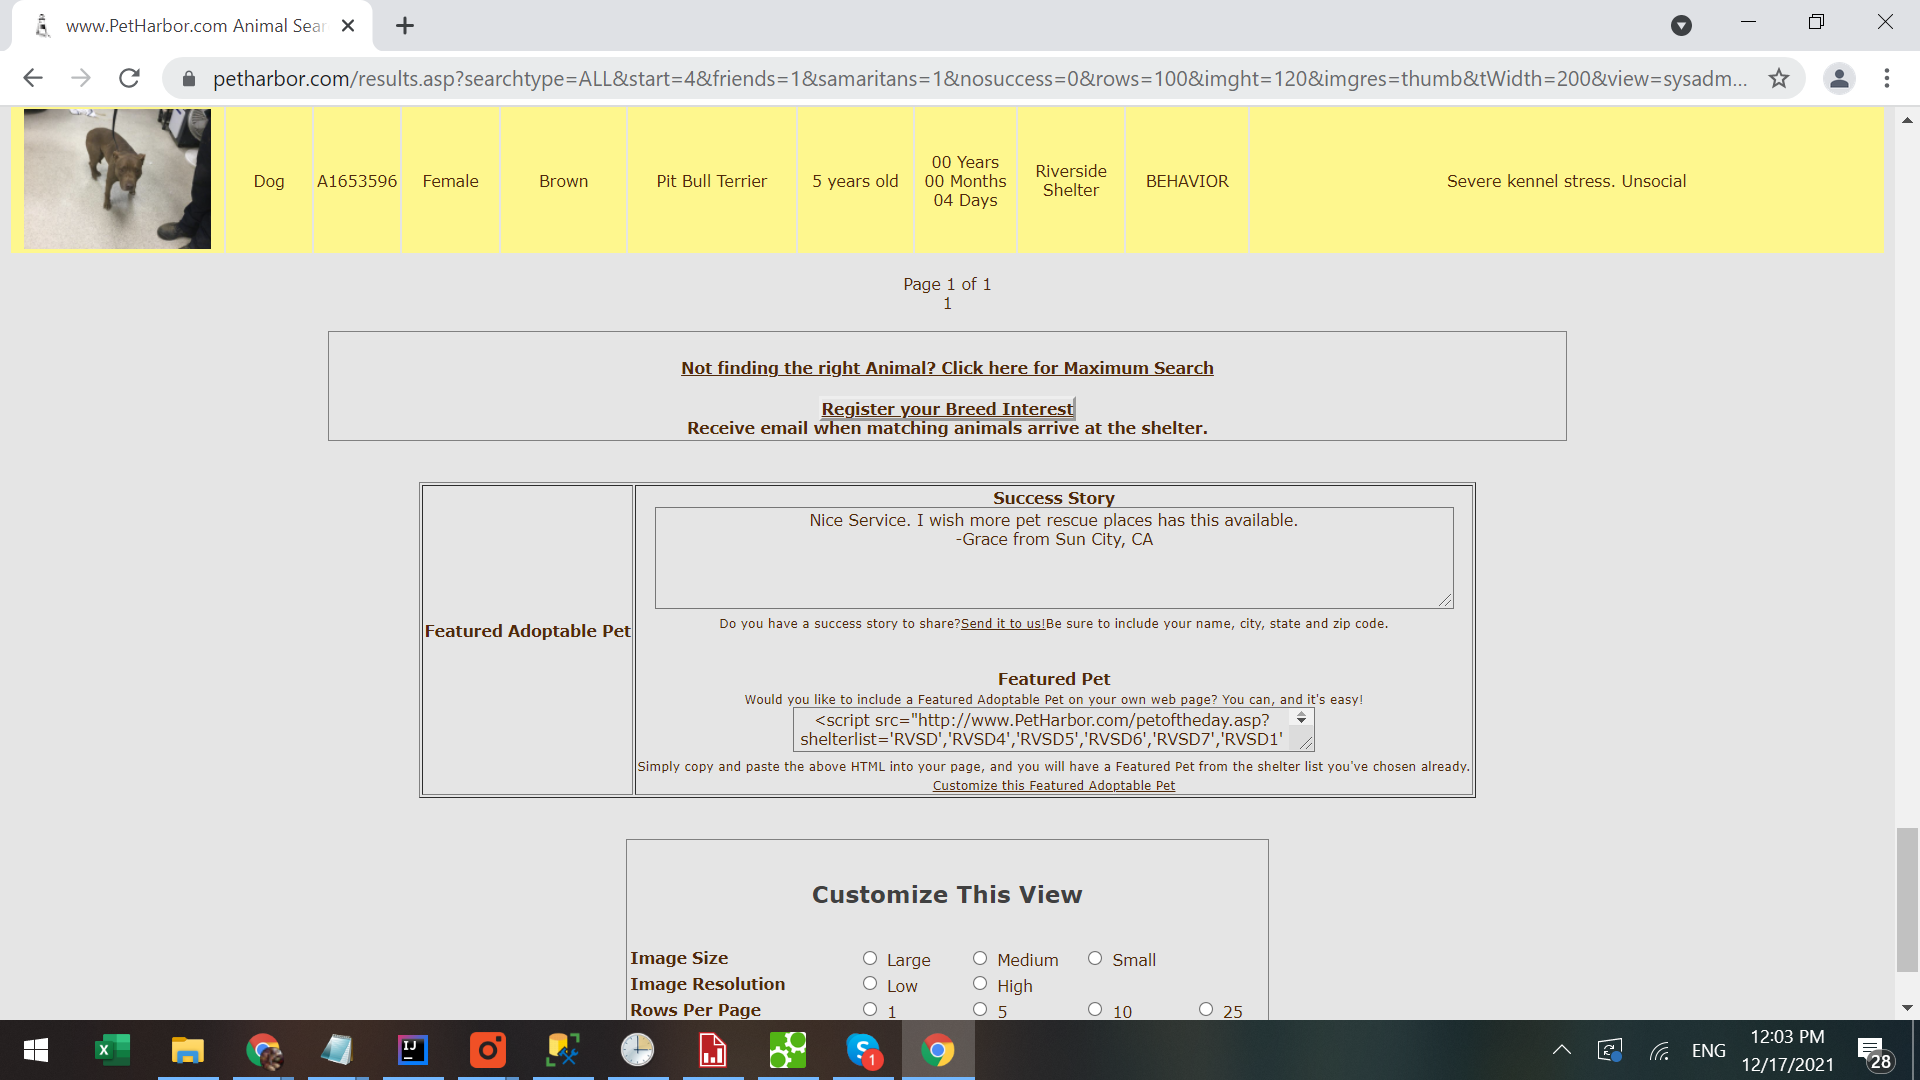 www.PetHarbor.com Animal Sear
petharbor.com/results.asp?searchtype=ALL&start=4&friends=1&samaritans=1&nosuccess=0&rows=100&imght=120&imgres=thumb&tWidth=200&view=sysadm...
Dog A1653596 Female Brown Pit Bull Terrier 5 years old 00 Years 00 Months 04 Days Riverside Shelter BEHAVIOR Severe kennel stress. Unsocial
Page 1 of 1
1
Not finding the right Animal? Click here for Maximum Search
Register your Breed Interest
Receive email when matching animals arrive at the shelter.
Featured Adoptable Pet
Success Story
Nice Service. I wish more pet rescue places has this available.
-Grace from Sun City, CA
Do you have a success story to share?Send it to us!Be sure to include your name, city, state and zip code.
Featured Pet
Would you like to include a Featured Adoptable Pet on your own web page? You can, and it's easy!
<script src="http://www.PetHarbor.com/petoftheday.asp?
shelterlist='RVSD','RVSD4','RVSD5','RVSD6','RVSD7','RVSD1'
Simply copy and paste the above HTML into your page, and you will have a Featured Pet from the shelter list you've chosen already.
Customize this Featured Adoptable Pet
Customize This View
Image Size Large Medium Small
Image Resolution Low High
Rows Per Page 1 5 10 25
X IJ S 1 ENG 12:03 PM
12/17/2021 28